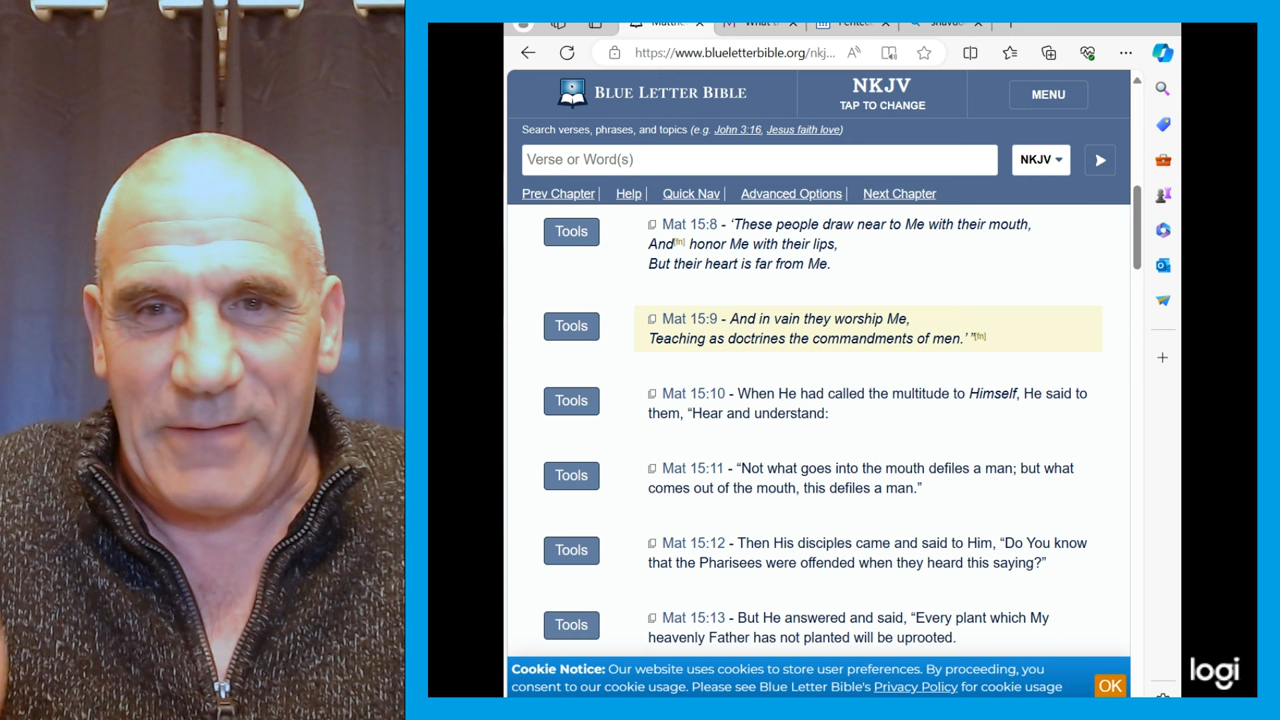 Matthe
What t
Pentec
shavu
https://www.blueletterbible.org/nkj...
BLUE LETTER BIBLE
NKJV
TAP TO CHANGE
MENU
Search verses, phrases, and topics (e.g. John 3:16, Jesus faith love)
Verse or Word(s)
NKJV
Prev Chapter | Help | Quick Nav | Advanced Options | Next Chapter
Tools
Mat 15:8 - ‘These people draw near to Me with their mouth,
And[fn] honor Me with their lips,
But their heart is far from Me.
Tools
Mat 15:9 - And in vain they worship Me,
Teaching as doctrines the commandments of men.’ ”[fn]
Tools
Mat 15:10 - When He had called the multitude to Himself, He said to
them, “Hear and understand:
Tools
Mat 15:11 - “Not what goes into the mouth defiles a man; but what
comes out of the mouth, this defiles a man.”
Tools
Mat 15:12 - Then His disciples came and said to Him, “Do You know
that the Pharisees were offended when they heard this saying?”
Tools
Mat 15:13 - But He answered and said, “Every plant which My
heavenly Father has not planted will be uprooted.
Cookie Notice: Our website uses cookies to store user preferences. By proceeding, you
consent to our cookie usage. Please see Blue Letter Bible's Privacy Policy for cookie usage
OK
logi